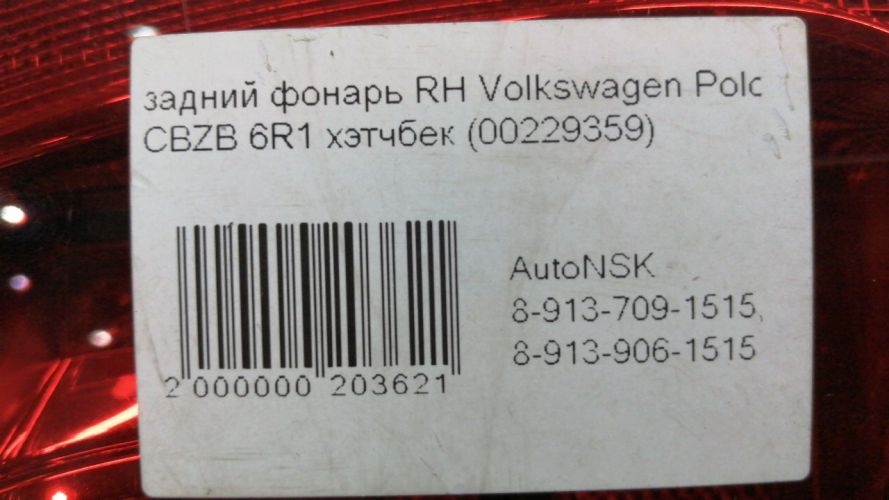 задний фонарь RH Volkswagen Polo
CBZB 6R1 хэтчбек (00229359)
AutoNSK
8-913-709-1515,
8-913-906-1515
2 000000 203621